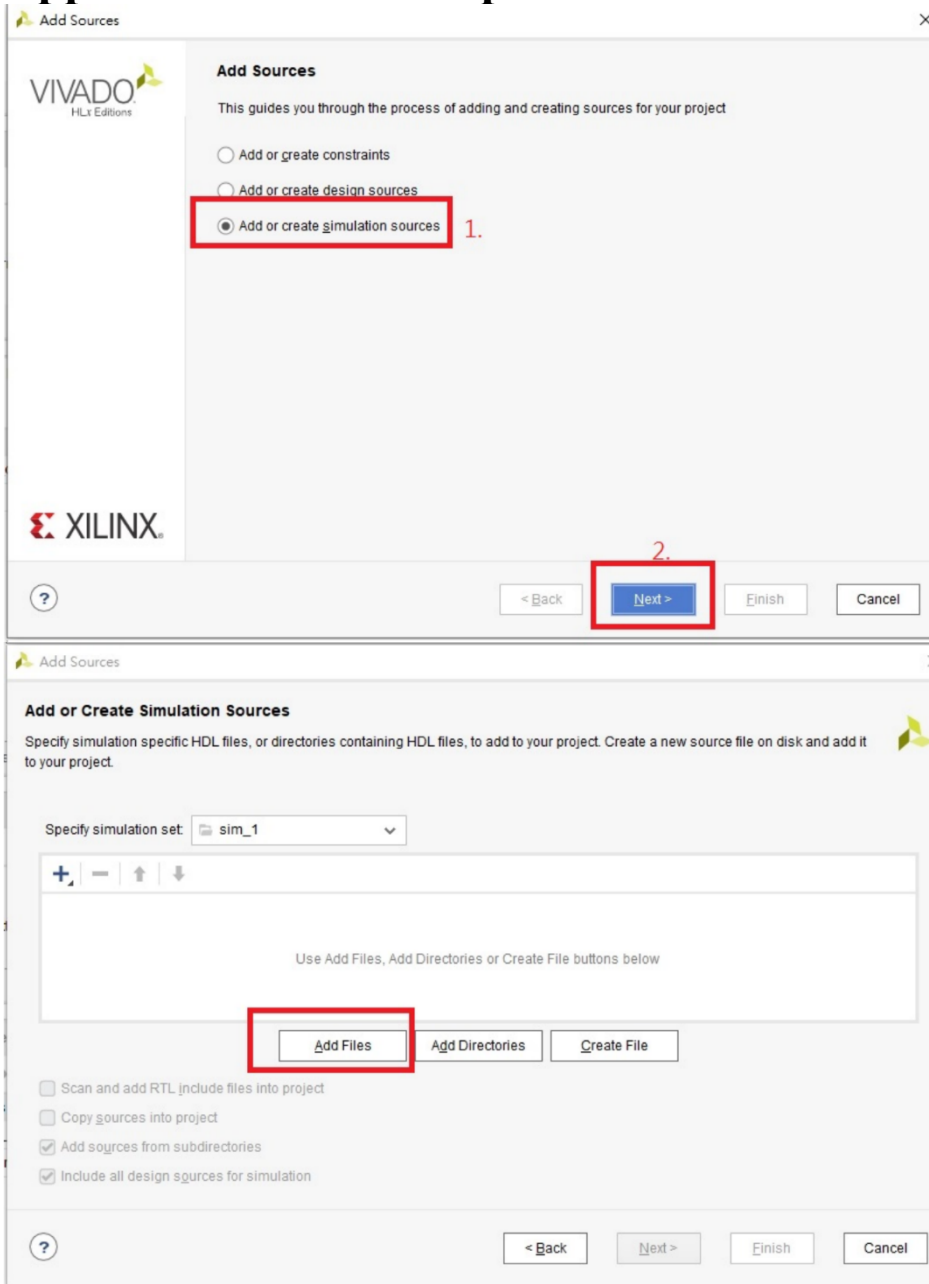 Add Sources
VIVADO
HLx Editions
Add Sources
This guides you through the process of adding and creating sources for your project
Add or create constraints
Add or create design sources
Add or create simulation sources
1.
XILINX
2.
?
< Back
Next >
Finish
Cancel
Add Sources
Add or Create Simulation Sources
Specify simulation specific HDL files, or directories containing HDL files, to add to your project. Create a new source file on disk and add it
to your project.
Specify simulation set:
sim_1
Use Add Files, Add Directories or Create File buttons below
Add Files
Add Directories
Create File
Scan and add RTL include files into project
Copy sources into project
Add sources from subdirectories
Include all design sources for simulation
?
< Back
Next >
Finish
Cancel